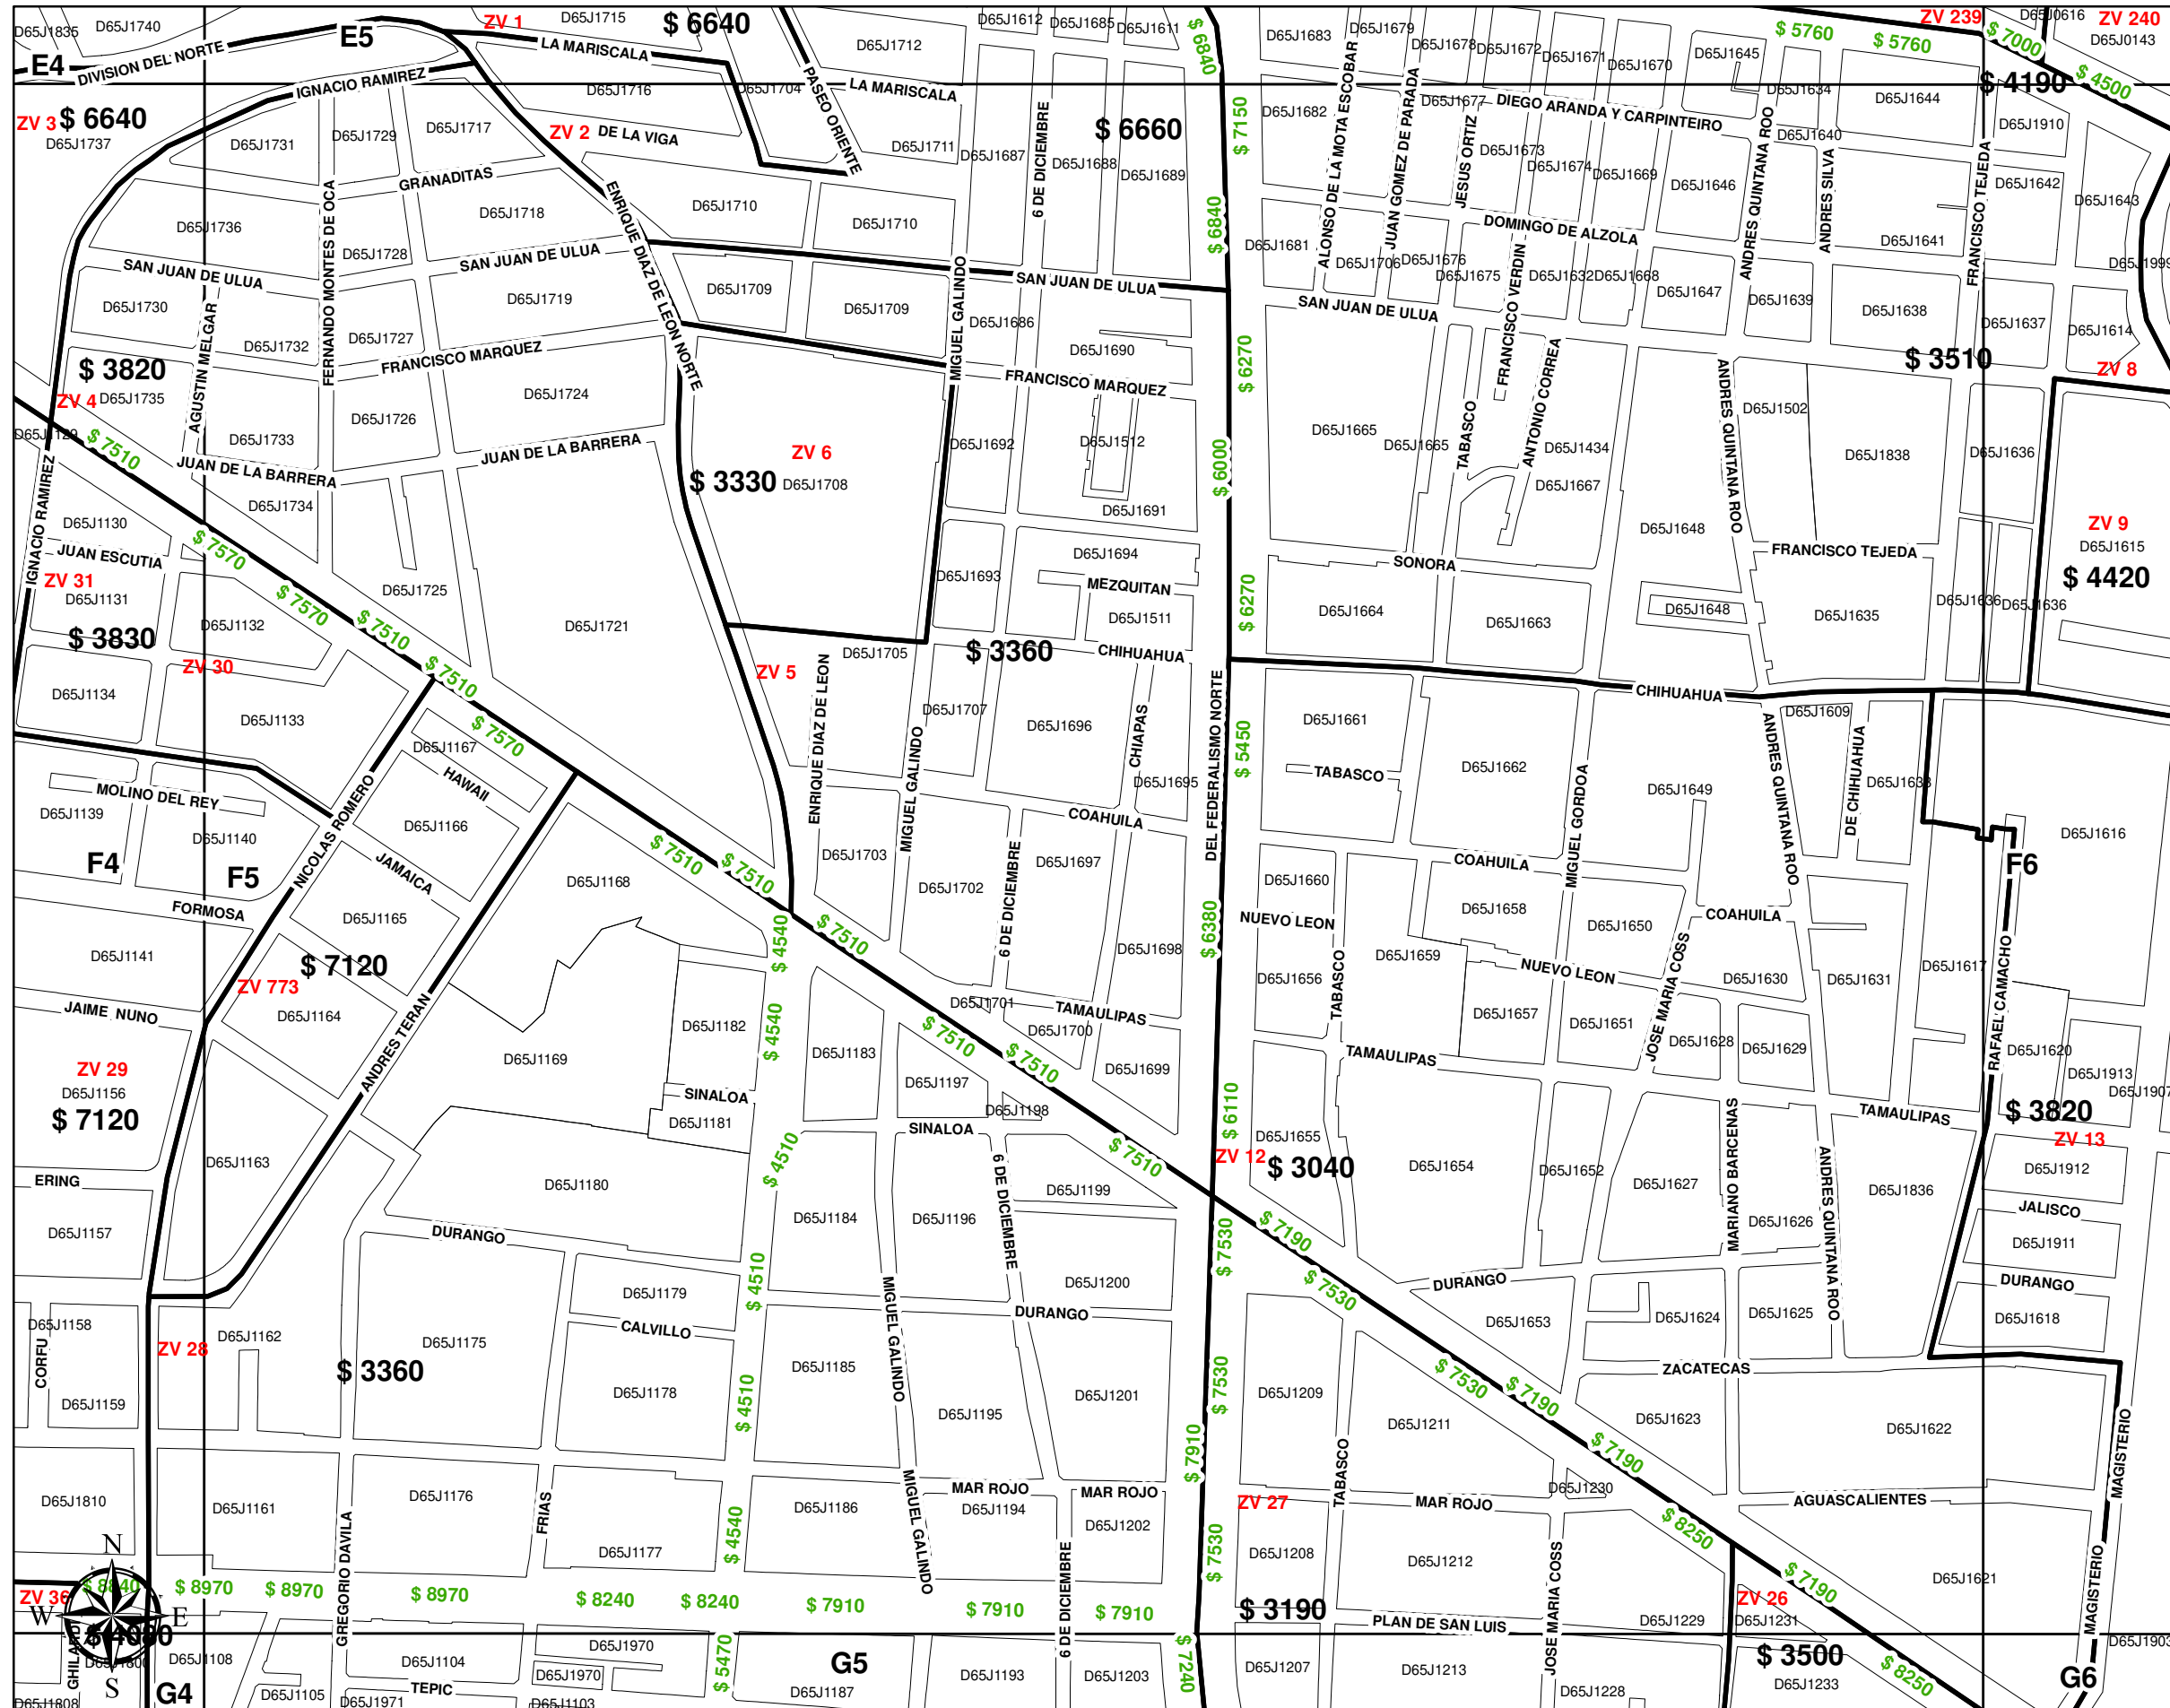 D65J1835
D65J1740
E5
ZV 1
D65J1715
$ 6640
D65J1712
D65J1612
D65J1685
D65J1611
$ 6840
D65J1683
D65J1679
D65J1678
D65J1672
D65J1671
D65J1670
D65J1645
$ 5760
$ 5760
ZV 239
$ 7000
D65J0616
ZV 240
D65J0143
E4
DIVISION DEL NORTE
LA MARISCALA
IGNACIO RAMIREZ
D65J1716
D65J1704
PASEO ORIENTE
LA MARISCALA
$ 4190
$ 4500
ZV 3
$ 6640
D65J1737
D65J1731
D65J1729
D65J1717
ZV 2
DE LA VIGA
D65J1711
D65J1687
6 DE DICIEMBRE
D65J1688
$ 6660
D65J1689
$ 7150
D65J1682
ALONSO DE LA MOTA ESCOBAR
JUAN GOMEZ DE PARADA
D65J1677
JESUS ORTIZ
DIEGO ARANDA Y CARPINTEIRO
D65J1673
D65J1674
D65J1669
D65J1646
ANDRES QUINTANA ROO
D65J1634
D65J1640
ANDRES SILVA
D65J1644
FRANCISCO TEJEDA
D65J1910
D65J1642
D65J1643
GRANADITAS
D65J1736
FERNANDO MONTES DE OCA
D65J1728
D65J1718
ENRIQUE DIAZ DE LEON NORTE
D65J1710
D65J1710
$ 6840
D65J1681
DOMINGO DE ALZOLA
D65J1641
D65J1999
SAN JUAN DE ULUA
SAN JUAN DE ULUA
SAN JUAN DE ULUA
D65J1706
D65J1676
D65J1675
FRANCISCO VERDIN
D65J1632
D65J1668
D65J1647
D65J1639
D65J1638
D65J1637
D65J1614
D65J1730
AGUSTIN MELGAR
D65J1732
D65J1727
D65J1719
D65J1709
D65J1709
MIGUEL GALINDO
D65J1686
D65J1690
SAN JUAN DE ULUA
$ 6270
$ 3510
ZV 8
$ 3820
ZV 4
D65J1735
FRANCISCO MARQUEZ
FRANCISCO MARQUEZ
D65J1724
D65J1726
D65J1733
ANTONIO CORREA
TABASCO
ANDRES QUINTANA ROO
D65J1502
D65J1129
$ 7510
JUAN DE LA BARRERA
JUAN DE LA BARRERA
ZV 6
$ 3330
D65J1708
D65J1692
D65J1512
D65J1691
$ 6000
D65J1665
D65J1665
D65J1434
D65J1667
D65J1838
D65J1636
IGNACIO RAMIREZ
D65J1734
D65J1130
JUAN ESCUTIA
$ 7570
D65J1694
D65J1693
MEZQUITAN
SONORA
D65J1648
FRANCISCO TEJEDA
ZV 9
D65J1615
$ 4420
ZV 31
D65J1131
$ 3830
D65J1132
$ 7570
D65J1725
$ 7510
D65J1721
D65J1511
$ 6270
D65J1664
D65J1663
D65J1648
D65J1635
D65J1636
D65J1636
ZV 30
D65J1134
D65J1133
$ 7510
ZV 5
D65J1705
$ 3360
CHIHUAHUA
CHIHUAHUA
$ 7570
D65J1167
HAWAII
ENRIQUE DIAZ DE LEON
D65J1707
MIGUEL GALINDO
D65J1696
CHIAPAS
D65J1695
DEL FEDERALISMO NORTE
$ 5450
D65J1661
TABASCO
D65J1662
MIGUEL GORDOA
D65J1649
ANDRES QUINTANA ROO
D65J1609
DE CHIHUAHUA
D65J1633
D65J1616
MOLINO DEL REY
D65J1139
D65J1140
NICOLAS ROMERO
D65J1166
JAMAICA
COAHUILA
F4
F5
FORMOSA
D65J1168
$ 7510
$ 7510
D65J1703
D65J1702
6 DE DICIEMBRE
D65J1697
D65J1660
COAHUILA
F6
D65J1165
$ 4540
$ 7510
$ 6380
NUEVO LEON
D65J1658
D65J1650
COAHUILA
D65J1141
$ 7120
ZV 773
D65J1164
ANDRES TERAN
D65J1698
D65J1656
TABASCO
D65J1659
NUEVO LEON
JOSE MARIA COSS
D65J1630
D65J1631
D65J1617
RAFAEL CAMACHO
JAIME NUNO
D65J1182
$ 4540
D65J1183
D65J1701
D65J1700
TAMAULIPAS
$ 7510
$ 7510
D65J1657
D65J1651
D65J1628
D65J1629
D65J1620
ZV 29
D65J1156
$ 7120
D65J1169
SINALOA
D65J1197
D65J1699
TAMAULIPAS
D65J1913
D65J1907
D65J1181
D65J1198
SINALOA
$ 6110
D65J1655
MARIANO BARCENAS
TAMAULIPAS
$ 3820
ZV 13
D65J1163
ERING
D65J1180
$ 4510
6 DE DICIEMBRE
$ 7510
ZV 12
$ 3040
D65J1654
D65J1652
D65J1627
ANDRES QUINTANA ROO
D65J1836
D65J1912
D65J1157
DURANGO
D65J1184
D65J1196
D65J1199
$ 7530
$ 7190
D65J1626
JALISCO
D65J1911
D65J1179
$ 4510
MIGUEL GALINDO
D65J1200
$ 7530
DURANGO
DURANGO
D65J1158
CORFU
ZV 28
D65J1162
D65J1175
CALVILLO
DURANGO
D65J1653
D65J1624
D65J1625
D65J1618
$ 3360
D65J1178
D65J1185
D65J1201
$ 7530
D65J1209
$ 7530
$ 7190
ZACATECAS
D65J1159
$ 4510
D65J1195
D65J1211
D65J1623
D65J1622
MAGISTERIO
$ 7910
$ 7190
D65J1810
D65J1161
D65J1176
FRIAS
D65J1186
MIGUEL GALINDO
MAR ROJO
D65J1194
MAR ROJO
D65J1202
ZV 27
TABASCO
MAR ROJO
D65J1230
AGUASCALIENTES
N
GREGORIO DAVILA
D65J1177
$ 4540
6 DE DICIEMBRE
$ 7530
D65J1208
D65J1212
JOSE MARIA COSS
$ 8250
MAGISTERIO
ZV 36
$ 8840
$ 8970
$ 8970
$ 8970
$ 8240
$ 8240
$ 7910
$ 7910
$ 7910
$ 3190
ZV 26
$ 7190
D65J1621
W
E
$ 4080
PLAN DE SAN LUIS
D65J1229
D65J1231
D65J1800
D65J1108
D65J1104
D65J1970
$ 5470
G5
D65J1193
D65J1203
$ 7240
D65J1207
D65J1213
$ 3500
D65J1233
$ 8250
D65J1903
G6
S
D65J1808
G4
D65J1105
TEPIC
D65J1971
D65J1970
D65J1103
D65J1187
D65J1228